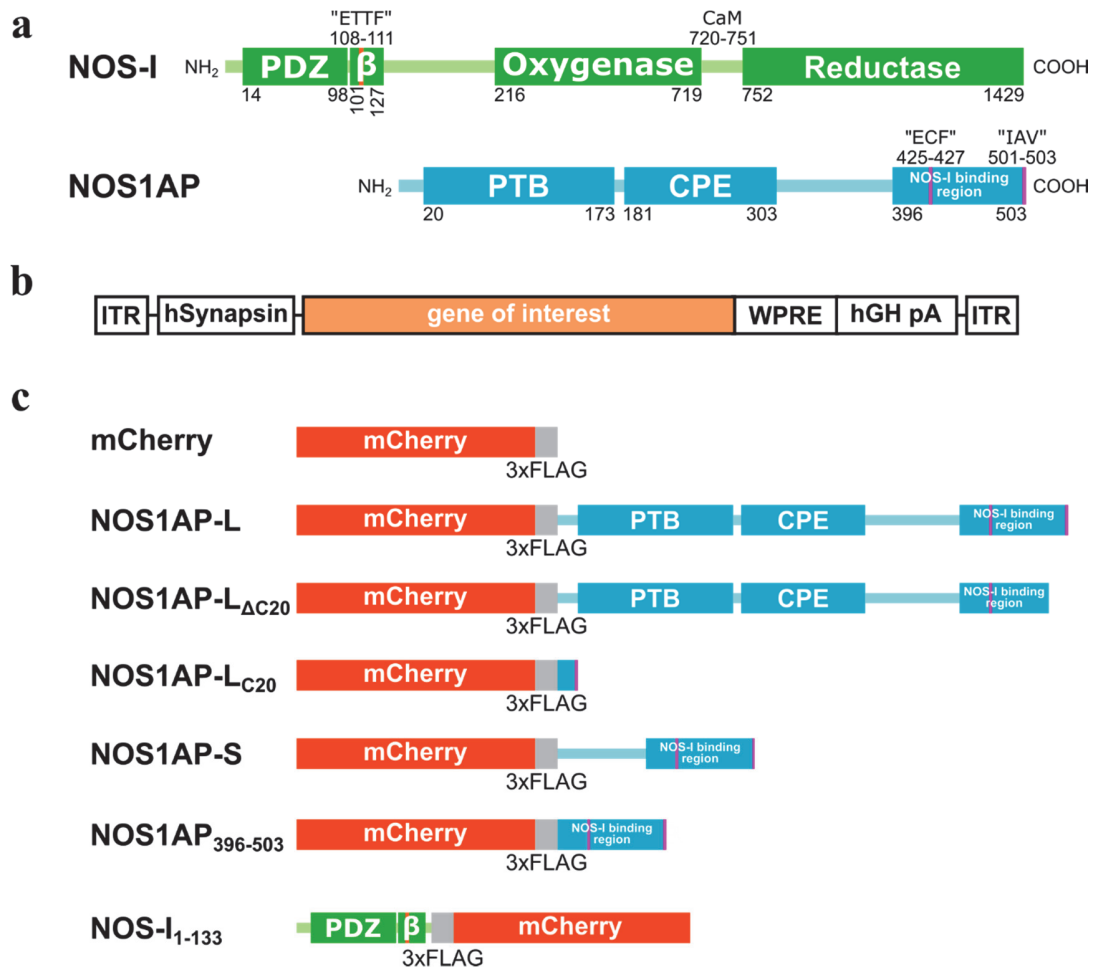 a
"ETTF"
108-111
CaM
720-751
NOS-I
NH2
PDZ
β
Oxygenase
Reductase
COOH
14
98
101
127
216
719
752
1429
"ECF"
425-427
"IAV"
501-503
NOS1AP
NH2
PTB
CPE
NOS-I binding
region
COOH
20
173
181
303
396
503
b
ITR
hSynapsin
gene of interest
WPRE
hGH pA
ITR
c
mCherry
mCherry
3xFLAG
NOS1AP-L
mCherry
PTB
CPE
NOS-I binding
region
3xFLAG
NOS1AP-LΔC20
mCherry
PTB
CPE
NOS-I binding
region
3xFLAG
NOS1AP-LC20
mCherry
3xFLAG
NOS1AP-S
mCherry
NOS-I binding
region
3xFLAG
NOS1AP396-503
mCherry
NOS-I binding
region
3xFLAG
NOS-I1-133
PDZ
β
mCherry
3xFLAG